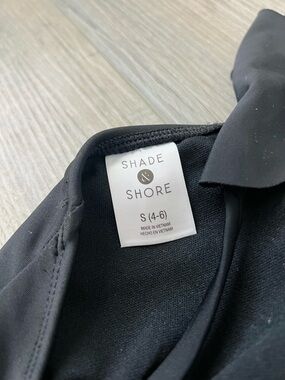 SHADE
&
SHORE
S (4-6)
MADE IN VIETNAM
HECHO EN VIETNAM